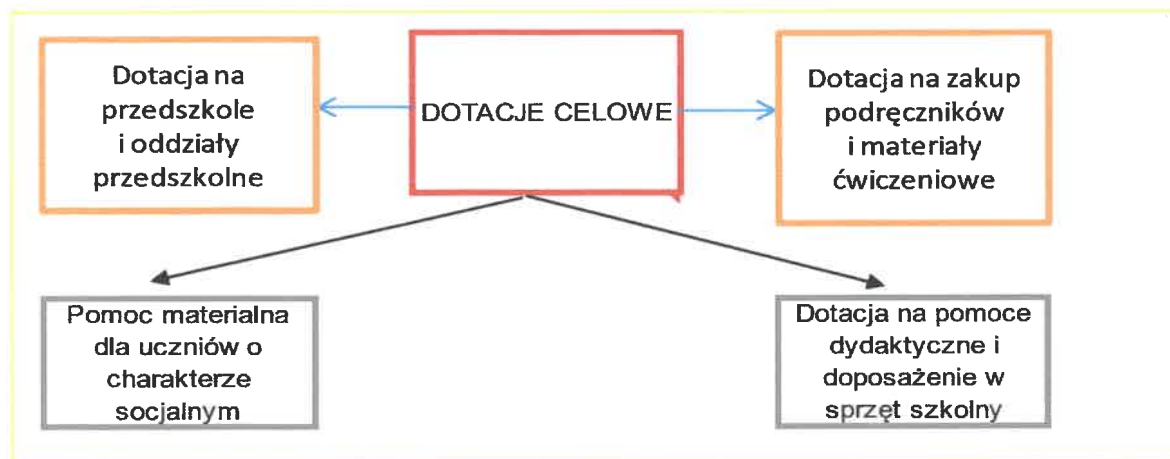 Dotacja na
przedszkole
i oddziały
przedszkolne
DOTACJE CELOWE
Dotacja na zakup
podręczników
i materiały
ćwiczeniowe
Pomoc materialna
dla uczniów o
charakterze
socjalnym
Dotacja na pomoce
dydaktyczne i
doposażenie w
sprzęt szkolny